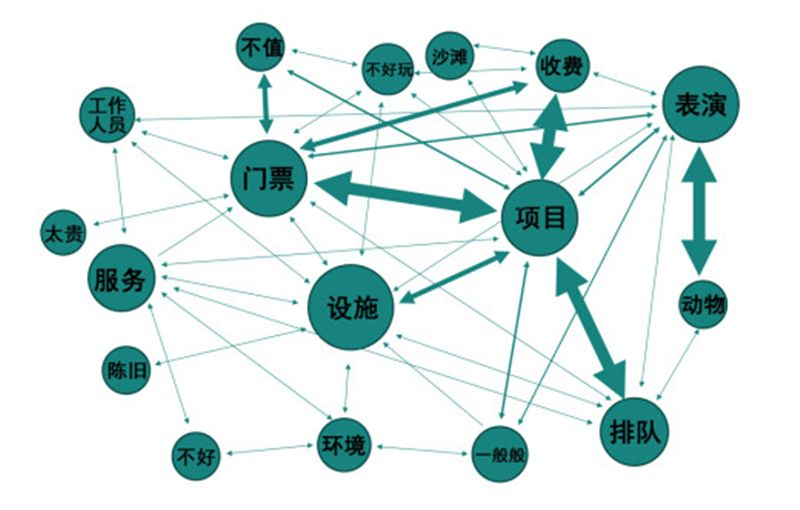 不值
不好玩
沙滩
收费
表演
工作
人员
门票
项目
太贵
服务
设施
动物
陈旧
不好
环境
一般般
排队